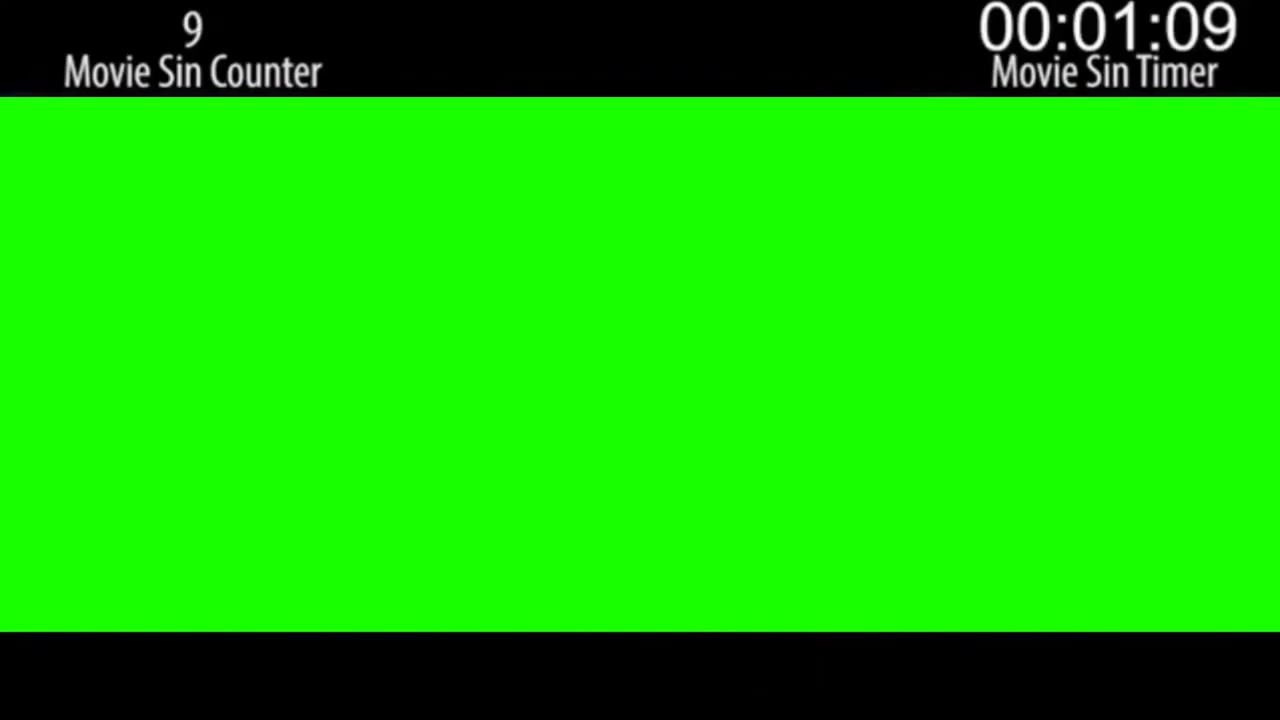 9
Movie Sin Counter
00:01:09
Movie Sin Timer